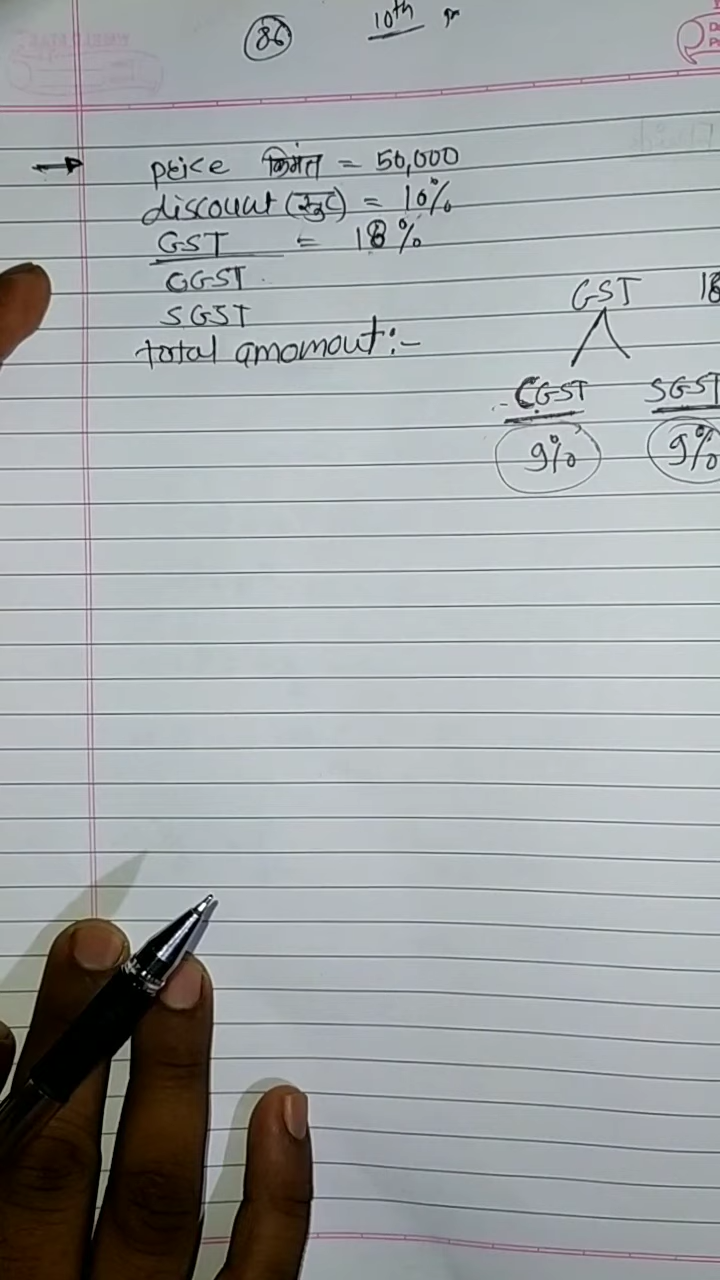 86
10th
price किंमत = 50,000
discount (सूट) = 10%
GST = 18%
CGST
SGST
total amomout:-
GST 18
CGST SGST
9% 9%